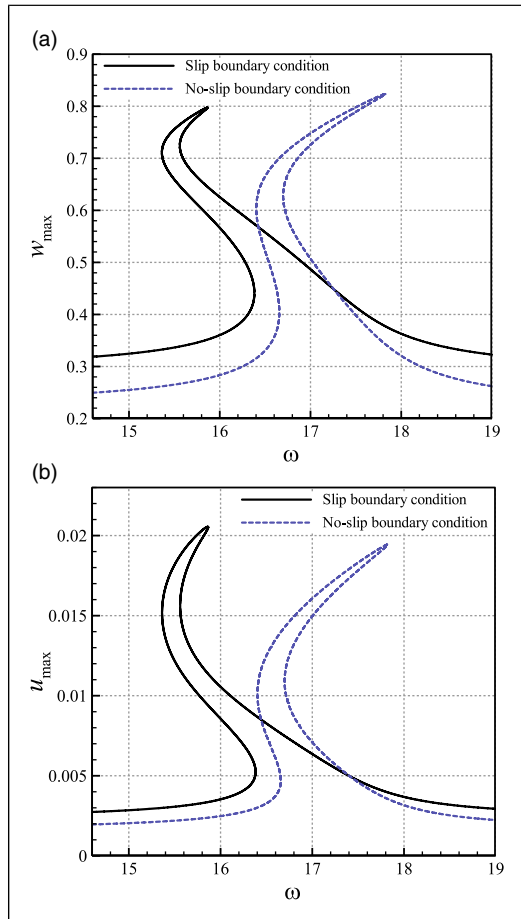 (a)
0.9
Slip boundary condition
No-slip boundary condition
0.8
0.7
0.6
w max
0.5
0.4
0.3
0.2
15 16 17 18 19
ω
(b)
Slip boundary condition
No-slip boundary condition
0.02
0.015
u max
0.01
0.005
0
15 16 17 18 19
ω